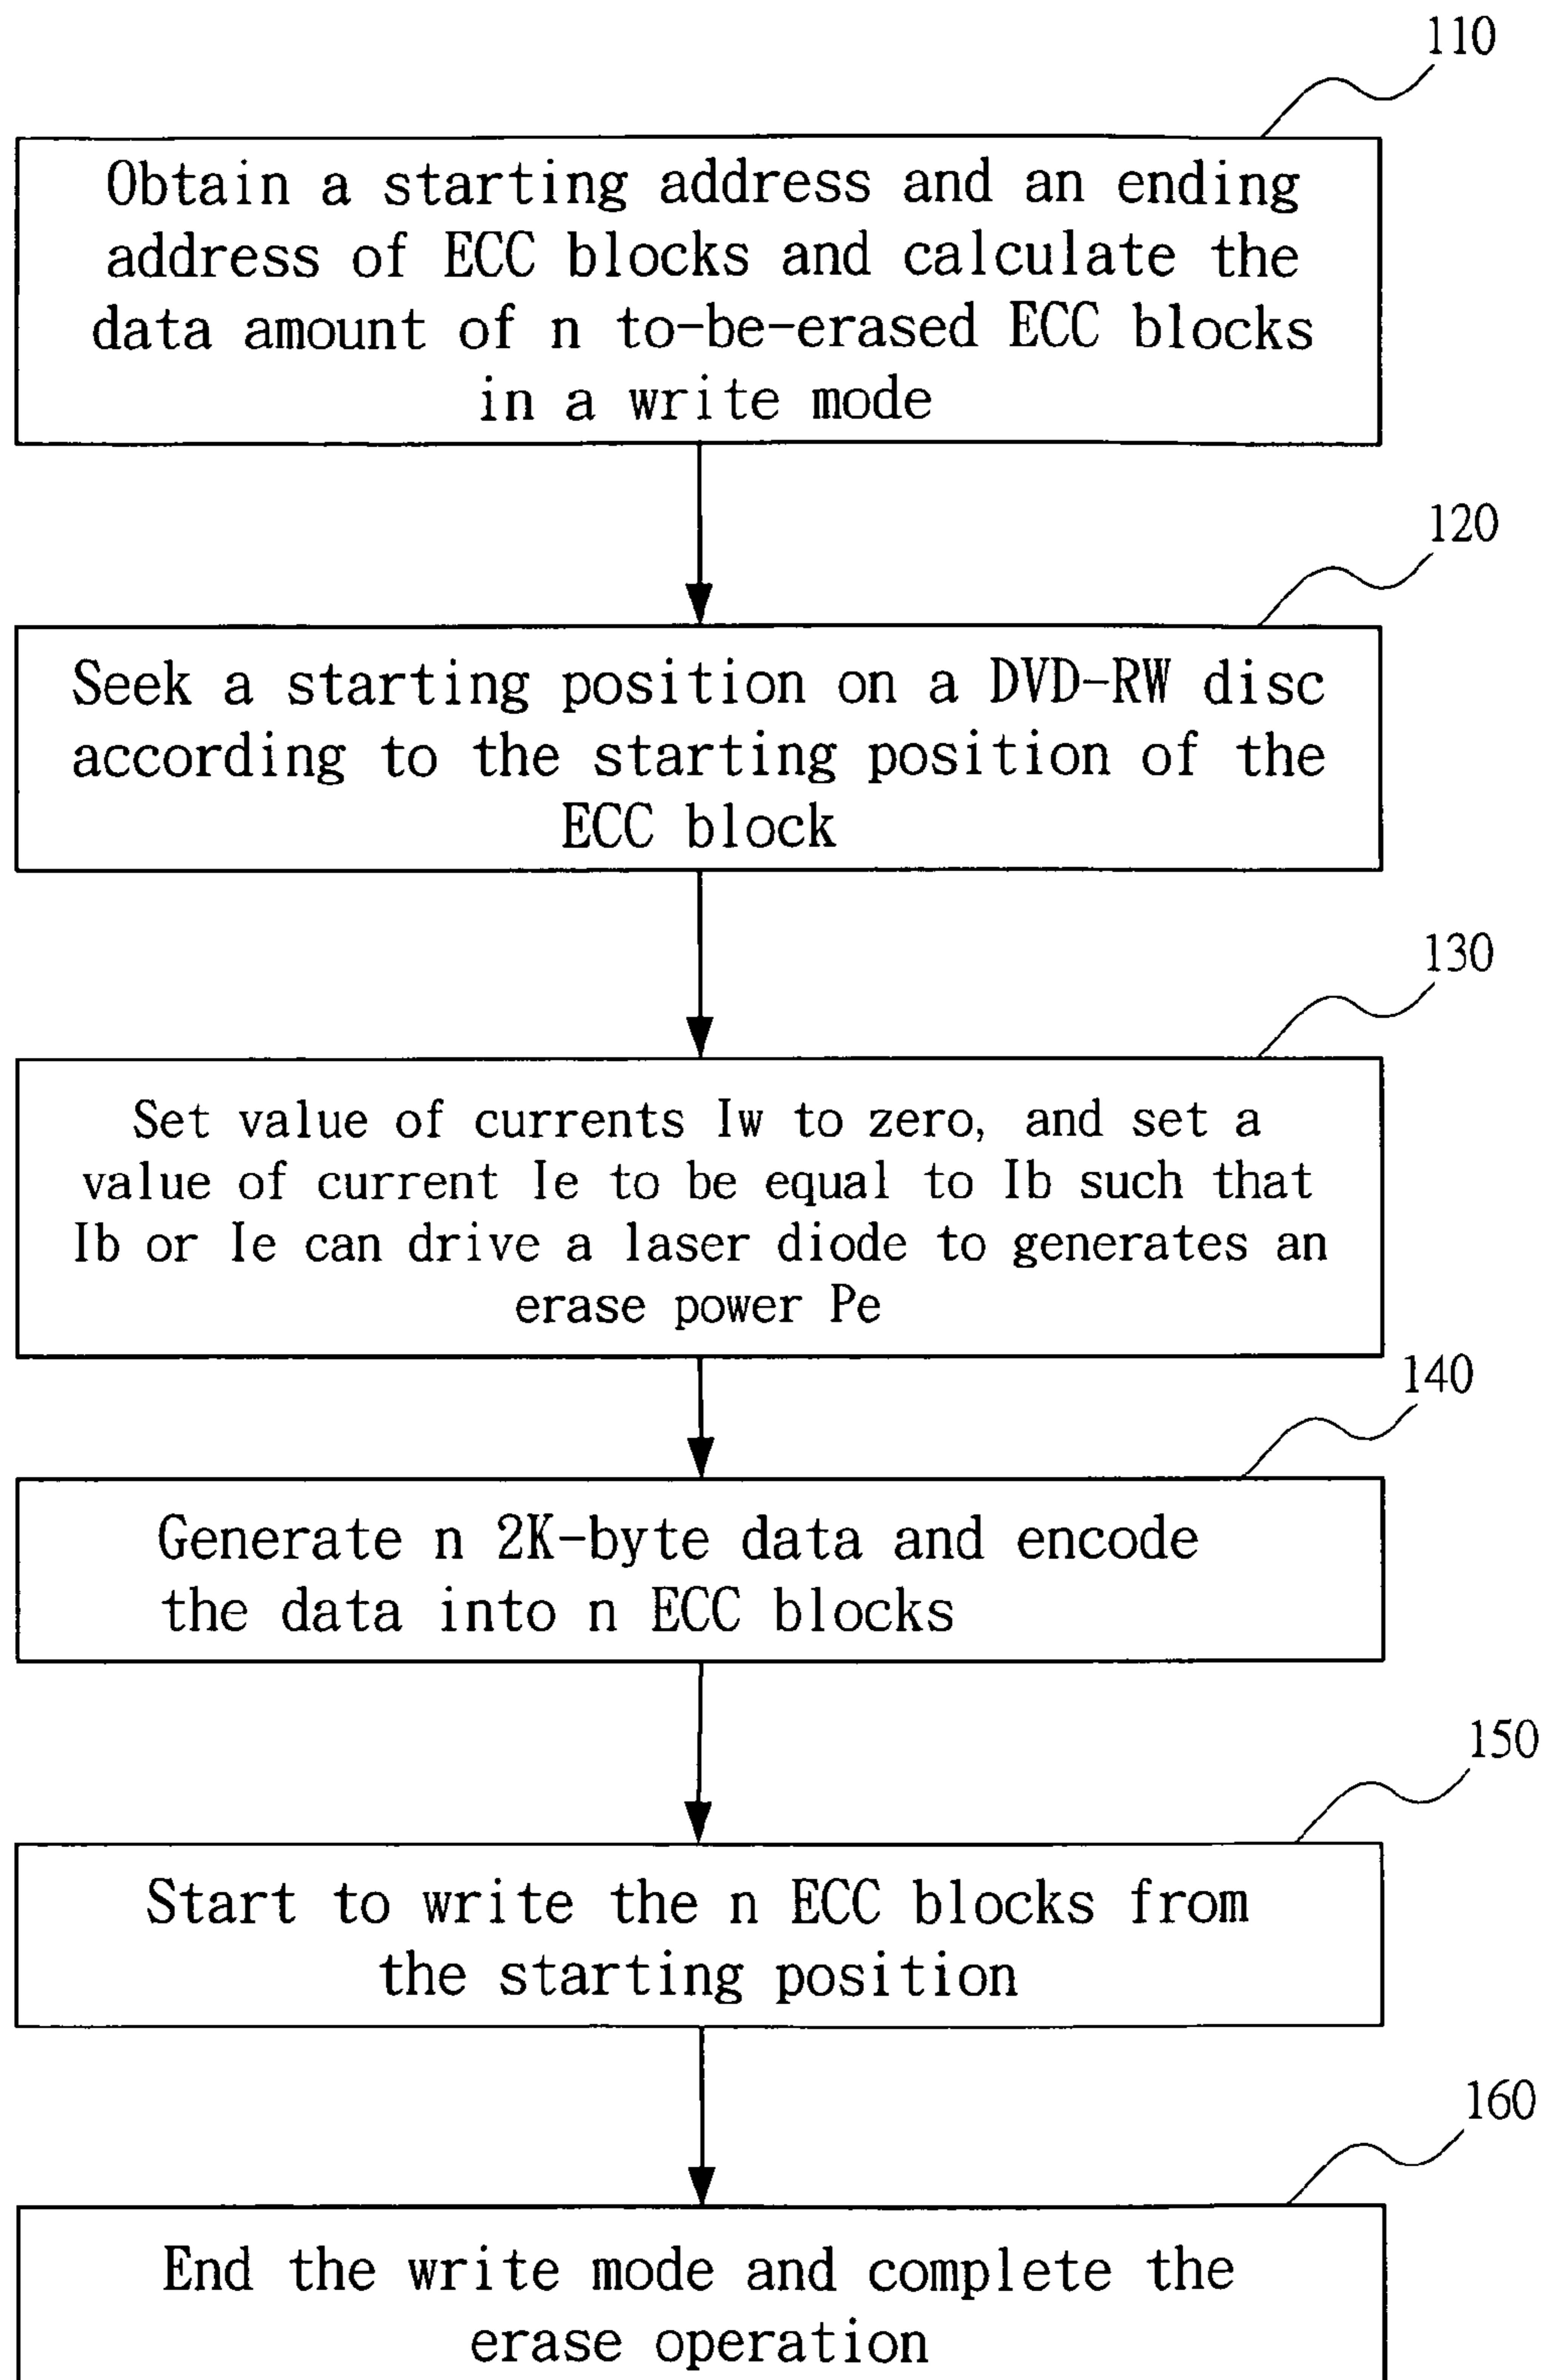 110
Obtain a starting address and an ending
address of ECC blocks and calculate the
data amount of n to-be-erased ECC blocks
in a write mode
120
Seek a starting position on a DVD-RW disc
according to the starting position of the
ECC block
130
Set value of currents Iw to zero, and set a
value of current Ie to be equal to Ib such that
Ib or Ie can drive a laser diode to generates an
erase power Pe
140
Generate n 2K-byte data and encode
the data into n ECC blocks
150
Start to write the n ECC blocks from
the starting position
160
End the write mode and complete the
erase operation